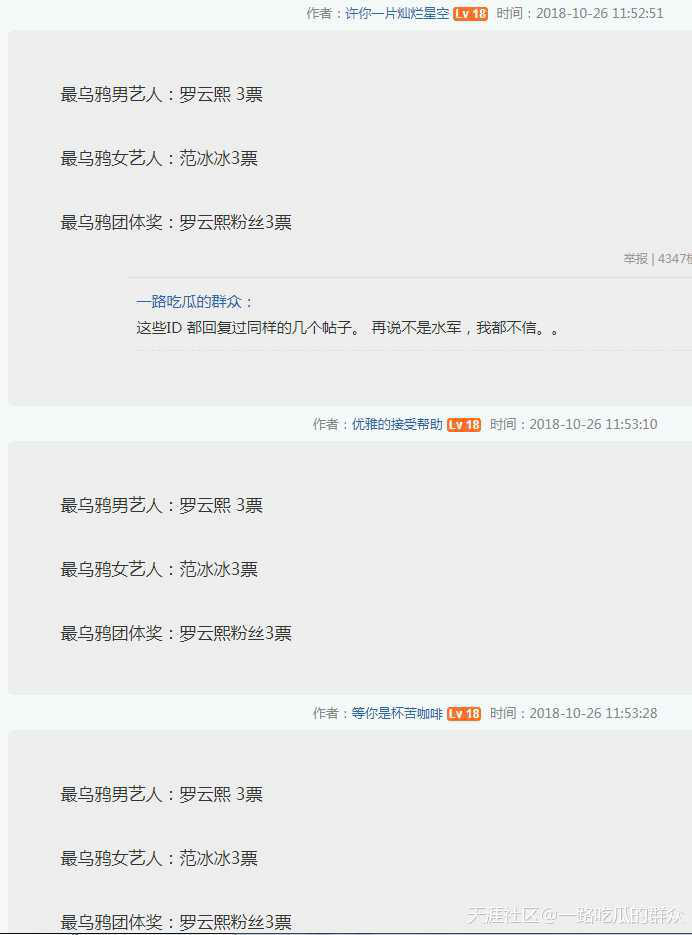 作者：许你一片灿烂星空 Lv 18 时间：2018-10-26 11:52:51
最乌鸦男艺人：罗云熙 3票
最乌鸦女艺人：范冰冰3票
最乌鸦团体奖：罗云熙粉丝3票
举报 | 4347楼
一路吃瓜的群众：
这些ID 都回复过同样的几个帖子。 再说不是水军，我都不信。。
作者：优雅的接受帮助 Lv 18 时间：2018-10-26 11:53:10
最乌鸦男艺人：罗云熙 3票
最乌鸦女艺人：范冰冰3票
最乌鸦团体奖：罗云熙粉丝3票
作者：等你是杯苦咖啡 Lv 18 时间：2018-10-26 11:53:28
最乌鸦男艺人：罗云熙 3票
最乌鸦女艺人：范冰冰3票
最乌鸦团体奖：罗云熙粉丝3票
天涯社区@一路吃瓜的群众